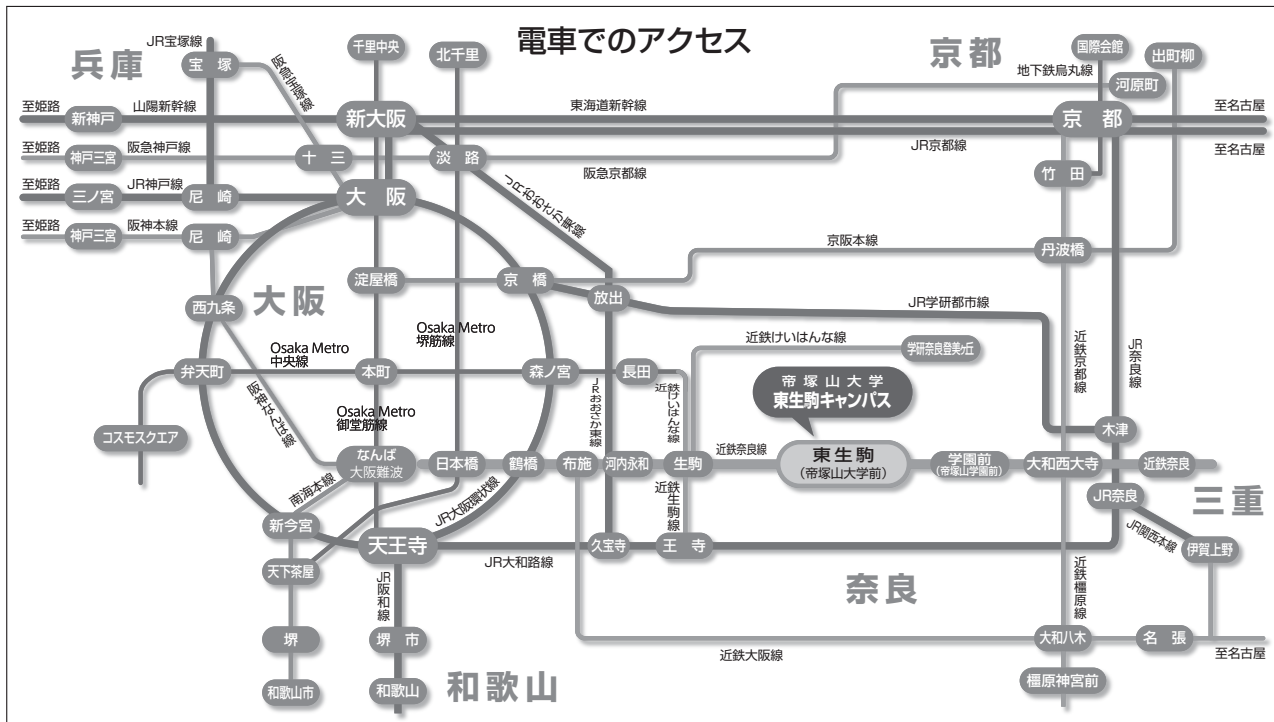 電車でのアクセス
兵庫
京都
大阪
奈良
三重
和歌山
JR宝塚線
宝塚
阪急宝塚線
千里中央
北千里
国際会館
出町柳
地下鉄烏丸線
河原町
至姫路
新神戸
山陽新幹線
新大阪
東海道新幹線
京都
至名古屋
至姫路
神戸三宮
阪急神戸線
十三
淡路
阪急京都線
JR京都線
至名古屋
竹田
至姫路
三ノ宮
JR神戸線
尼崎
大阪
JRおおさか東線
至姫路
神戸三宮
阪神本線
尼崎
京阪本線
丹波橋
淀屋橋
京橋
放出
JR学研都市線
西九条
Osaka Metro
堺筋線
近鉄けいはんな線
学研奈良登美ヶ丘
近鉄京都線
JR奈良線
Osaka Metro
中央線
弁天町
本町
森ノ宮
長田
帝塚山大学
東生駒キャンパス
阪神なんば線
Osaka Metro
御堂筋線
JRおおさか東線
近鉄けいはんな線
木津
コスモスクエア
なんば
大阪難波
日本橋
鶴橋
布施
河内永和
生駒
近鉄奈良線
東生駒
(帝塚山大学前)
学園前
(帝塚山学園前)
大和西大寺
近鉄奈良
南海本線
JR大阪環状線
近鉄生駒線
JR奈良
新今宮
天王寺
JR大和路線
久宝寺
王寺
JR関西本線
伊賀上野
天下茶屋
JR阪和線
近鉄橿原線
堺
堺市
近鉄大阪線
大和八木
名張
至名古屋
和歌山市
和歌山
橿原神宮前